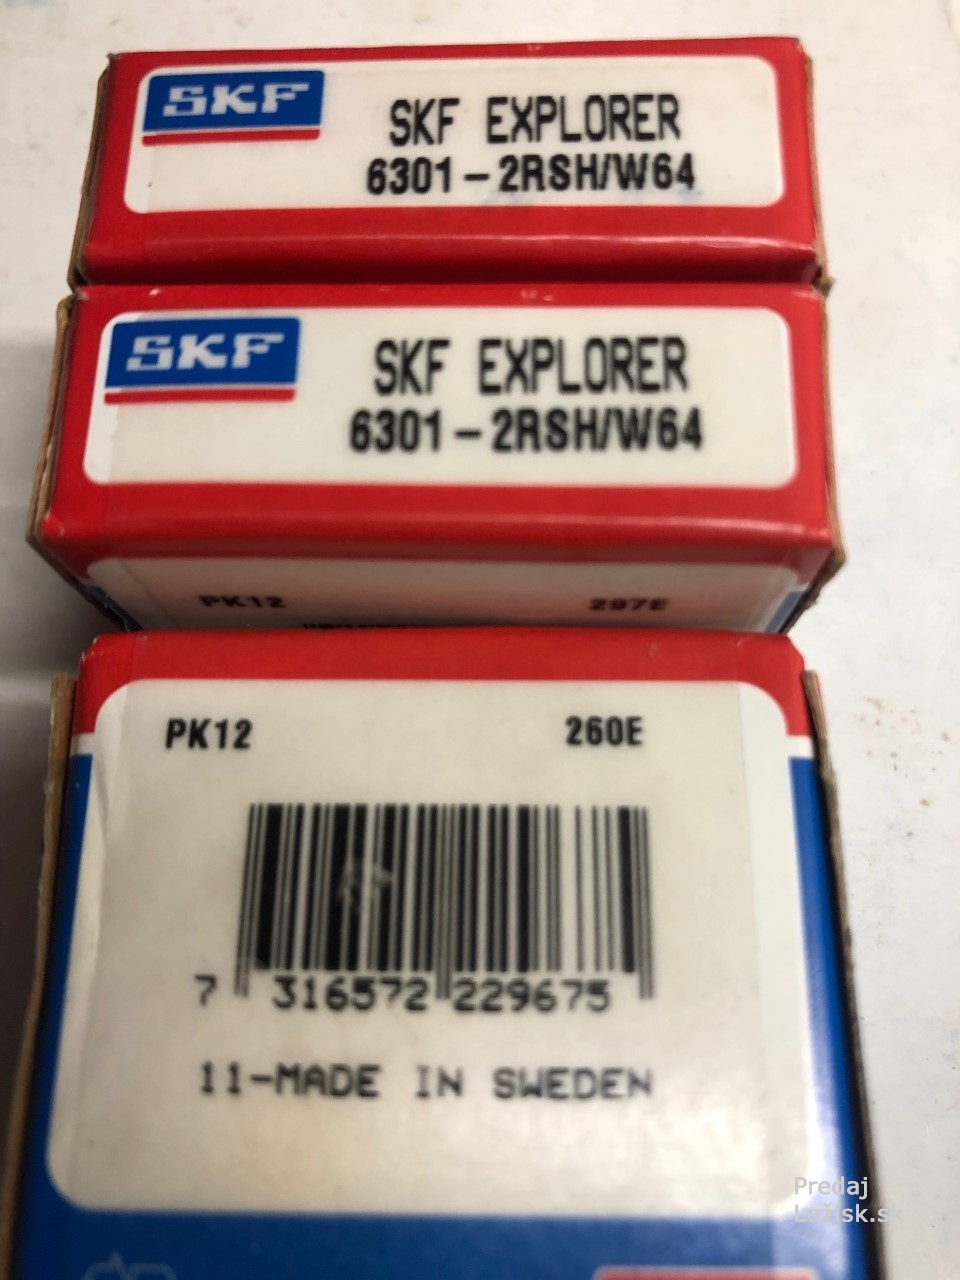 SKF
SKF EXPLORER
6301-2RSH/W64
SKF
SKF EXPLORER
6301-2RSH/W64
PK12 297E
PK12 260E
7 316572 229675
11-MADE IN SWEDEN
Predaj
Ložisk.sk